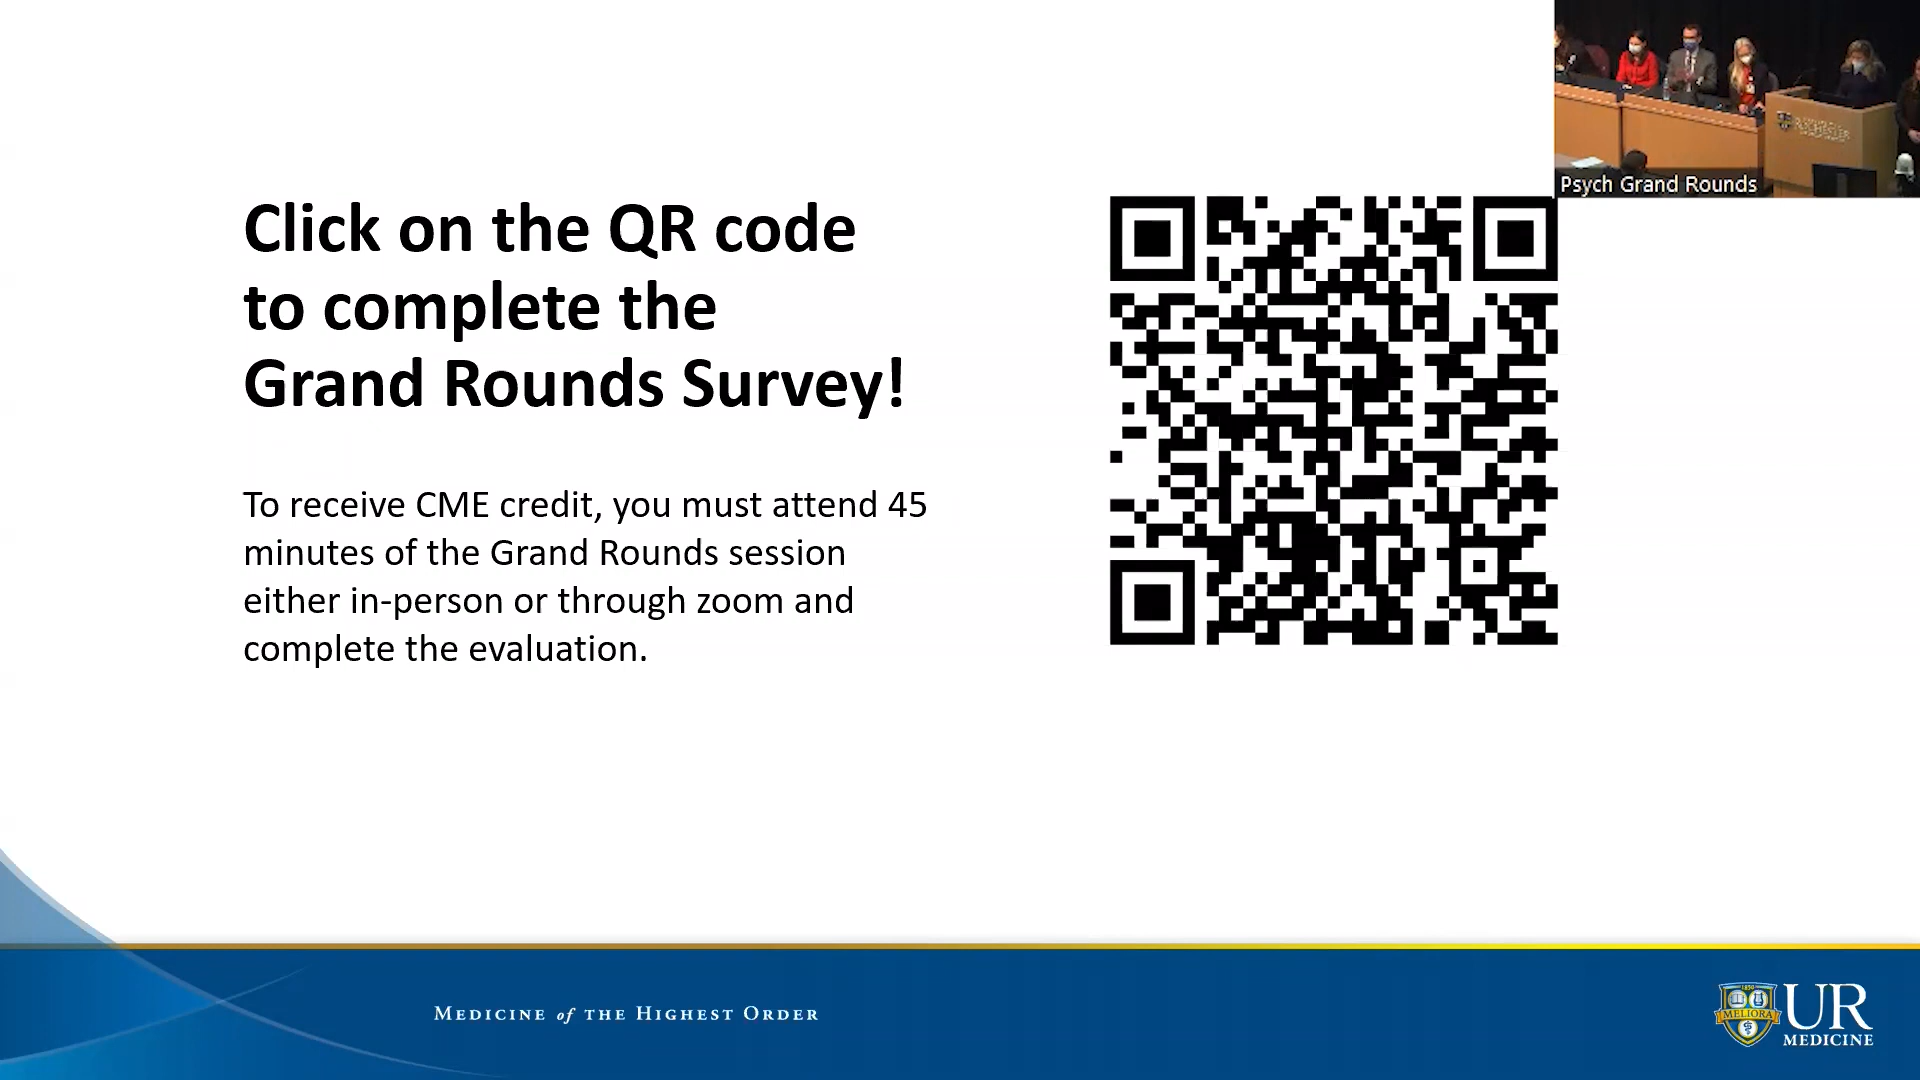 Click on the QR code
to complete the
Grand Rounds Survey!
To receive CME credit, you must attend 45
minutes of the Grand Rounds session
either in-person or through zoom and
complete the evaluation.
Psych Grand Rounds
ROCHESTER
MEDICINE of THE HIGHEST ORDER
1850
MELIORA
UR
MEDICINE